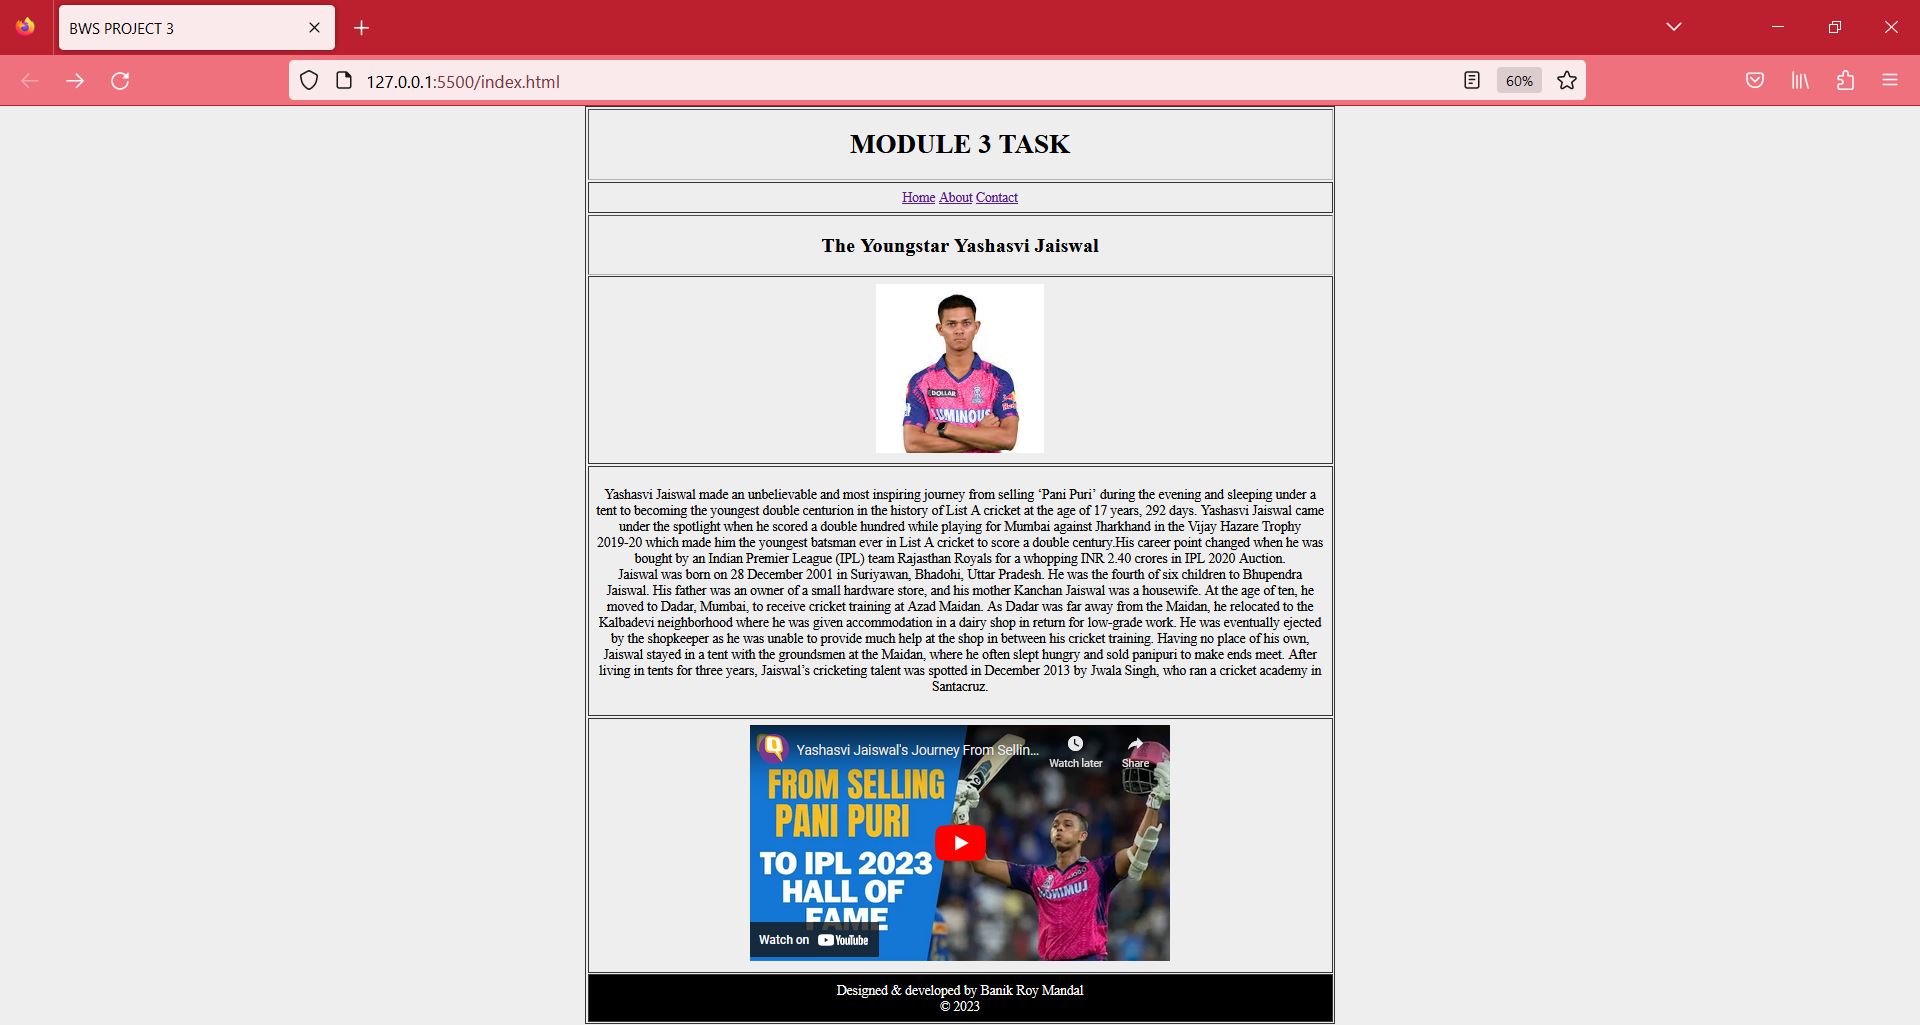 BWS PROJECT 3
127.0.0.1:5500/index.html
60%
MODULE 3 TASK
Home About Contact
The Youngstar Yashasvi Jaiswal
DOLLAR
LUMINOUS
Yashasvi Jaiswal made an unbelievable and most inspiring journey from selling ‘Pani Puri’ during the evening and sleeping under a
tent to becoming the youngest double centurion in the history of List A cricket at the age of 17 years, 292 days. Yashasvi Jaiswal came
under the spotlight when he scored a double hundred while playing for Mumbai against Jharkhand in the Vijay Hazare Trophy
2019-20 which made him the youngest batsman ever in List A cricket to score a double century.His career point changed when he was
bought by an Indian Premier League (IPL) team Rajasthan Royals for a whopping INR 2.40 crores in IPL 2020 Auction.
Jaiswal was born on 28 December 2001 in Suriyawan, Bhadohi, Uttar Pradesh. He was the fourth of six children to Bhupendra
Jaiswal. His father was an owner of a small hardware store, and his mother Kanchan Jaiswal was a housewife. At the age of ten, he
moved to Dadar, Mumbai, to receive cricket training at Azad Maidan. As Dadar was far away from the Maidan, he relocated to the
Kalbadevi neighborhood where he was given accommodation in a dairy shop in return for low-grade work. He was eventually ejected
by the shopkeeper as he was unable to provide much help at the shop in between his cricket training. Having no place of his own,
Jaiswal stayed in a tent with the groundsmen at the Maidan, where he often slept hungry and sold panipuri to make ends meet. After
living in tents for three years, Jaiswal’s cricketing talent was spotted in December 2013 by Jwala Singh, who ran a cricket academy in
Santacruz.
Yashasvi Jaiswal's Journey From Sellin...
Watch later
Share
FROM SELLING
PANI PURI
TO IPL 2023
HALL OF
FAME
Watch on YouTube
Designed & developed by Banik Roy Mandal
© 2023